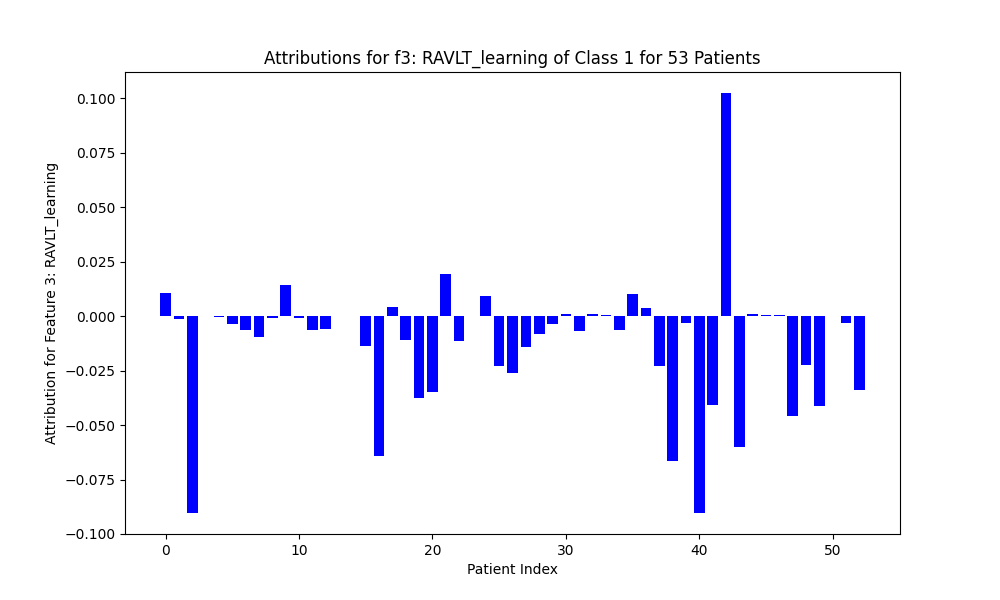 Attributions for f3: RAVLT_learning of Class 1 for 53 Patients
Attribution for Feature 3: RAVLT_learning
0.100
0.075
0.050
0.025
0.000
−0.025
−0.050
−0.075
−0.100
0 10 20 30 40 50
Patient Index